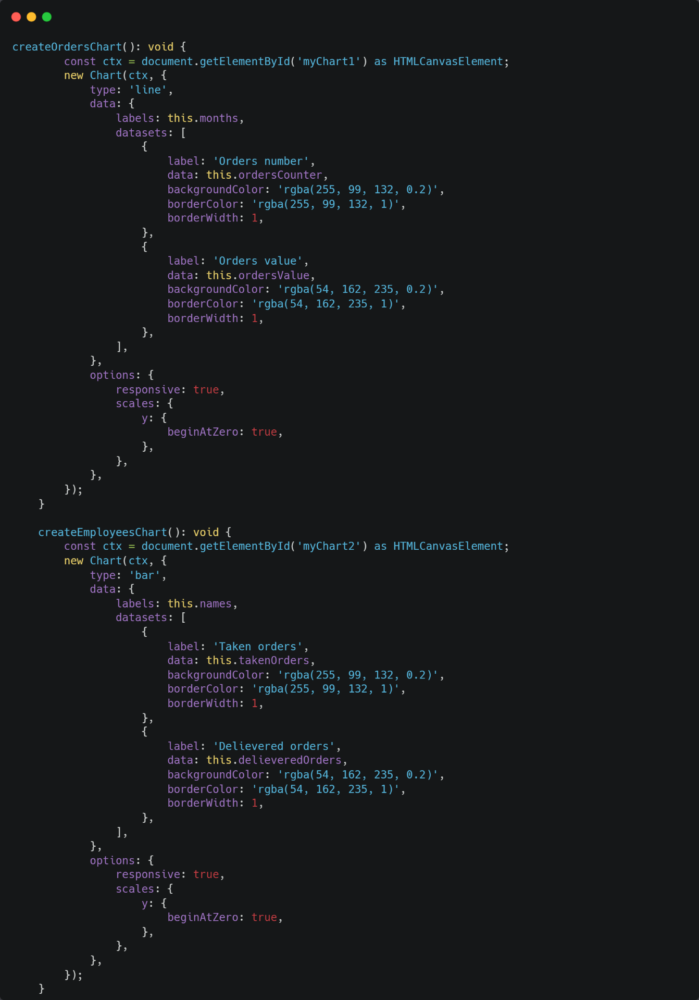 createOrdersChart(): void {
        const ctx = document.getElementById('myChart1') as HTMLCanvasElement;
        new Chart(ctx, {
            type: 'line',
            data: {
                labels: this.months,
                datasets: [
                    {
                        label: 'Orders number',
                        data: this.ordersCounter,
                        backgroundColor: 'rgba(255, 99, 132, 0.2)',
                        borderColor: 'rgba(255, 99, 132, 1)',
                        borderWidth: 1,
                    },
                    {
                        label: 'Orders value',
                        data: this.ordersValue,
                        backgroundColor: 'rgba(54, 162, 235, 0.2)',
                        borderColor: 'rgba(54, 162, 235, 1)',
                        borderWidth: 1,
                    },
                ],
            },
            options: {
                responsive: true,
                scales: {
                    y: {
                        beginAtZero: true,
                    },
                },
            },
        });
    }

    createEmployeesChart(): void {
        const ctx = document.getElementById('myChart2') as HTMLCanvasElement;
        new Chart(ctx, {
            type: 'bar',
            data: {
                labels: this.names,
                datasets: [
                    {
                        label: 'Taken orders',
                        data: this.takenOrders,
                        backgroundColor: 'rgba(255, 99, 132, 0.2)',
                        borderColor: 'rgba(255, 99, 132, 1)',
                        borderWidth: 1,
                    },
                    {
                        label: 'Delievered orders',
                        data: this.delieveredOrders,
                        backgroundColor: 'rgba(54, 162, 235, 0.2)',
                        borderColor: 'rgba(54, 162, 235, 1)',
                        borderWidth: 1,
                    },
                ],
            },
            options: {
                responsive: true,
                scales: {
                    y: {
                        beginAtZero: true,
                    },
                },
            },
        });
    }